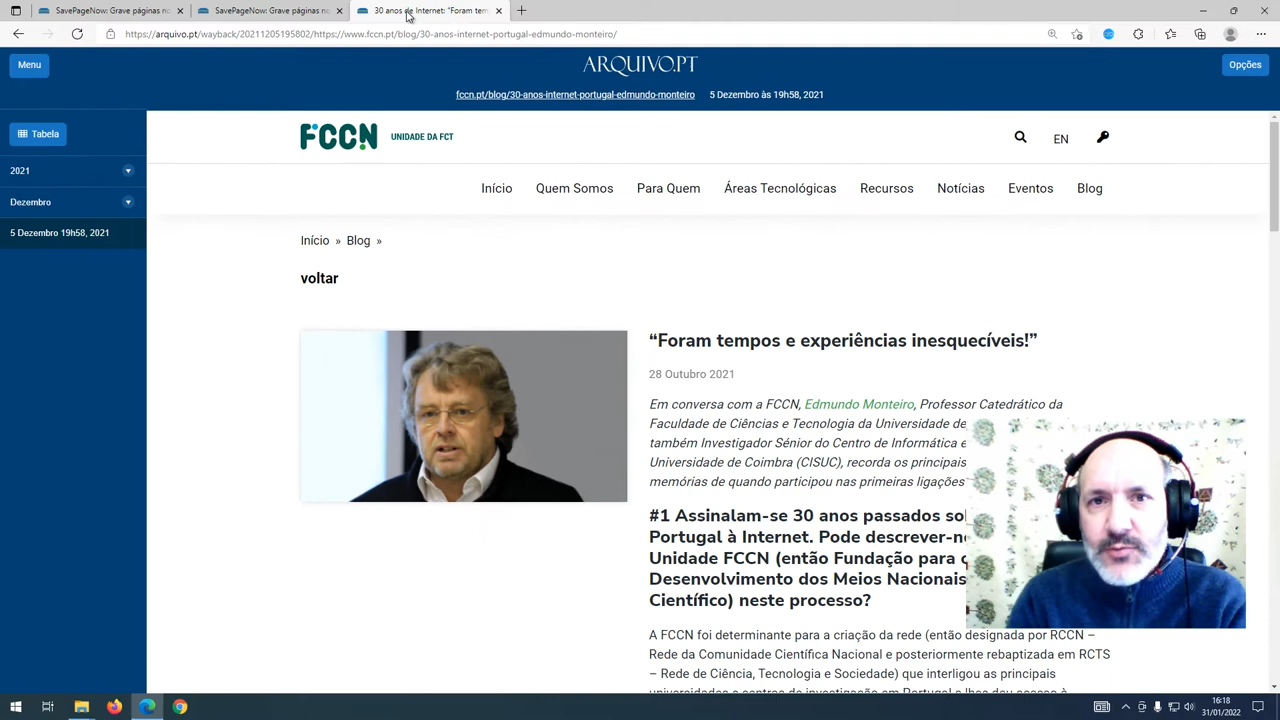 SavePageNow: Grave páginas n
SavePageNow: Grave páginas n
30 anos de Internet: "Foram tem
https://arquivo.pt/wayback/20211205195802/https://www.fccn.pt/blog/30-anos-internet-portugal-edmundo-monteiro/
Menu
ARQUIVO.PT
Opções
fccn.pt/blog/30-anos-internet-portugal-edmundo-monteiro
5 Dezembro às 19h58, 2021
Tabela
2021
Dezembro
5 Dezembro 19h58, 2021
FCCN UNIDADE DA FCT
EN
Início Quem Somos Para Quem Áreas Tecnológicas Recursos Notícias Eventos Blog
Início » Blog »
voltar
“Foram tempos e experiências inesquecíveis!”
28 Outubro 2021
Em conversa com a FCCN, Edmundo Monteiro, Professor Catedrático da
Faculdade de Ciências e Tecnologia da Universidade de
também Investigador Sénior do Centro de Informática e
Universidade de Coimbra (CISUC), recorda os principais
memórias de quando participou nas primeiras ligações
#1 Assinalam-se 30 anos passados so
Portugal à Internet. Pode descrever-n
Unidade FCCN (então Fundação para
Desenvolvimento dos Meios Nacionais
Científico) neste processo?
A FCCN foi determinante para a criação da rede (então designada por RCCN –
Rede da Comunidade Científica Nacional e posteriormente rebaptizada em RCTS
– Rede de Ciência, Tecnologia e Sociedade) que interligou as principais
16:18
31/01/2022